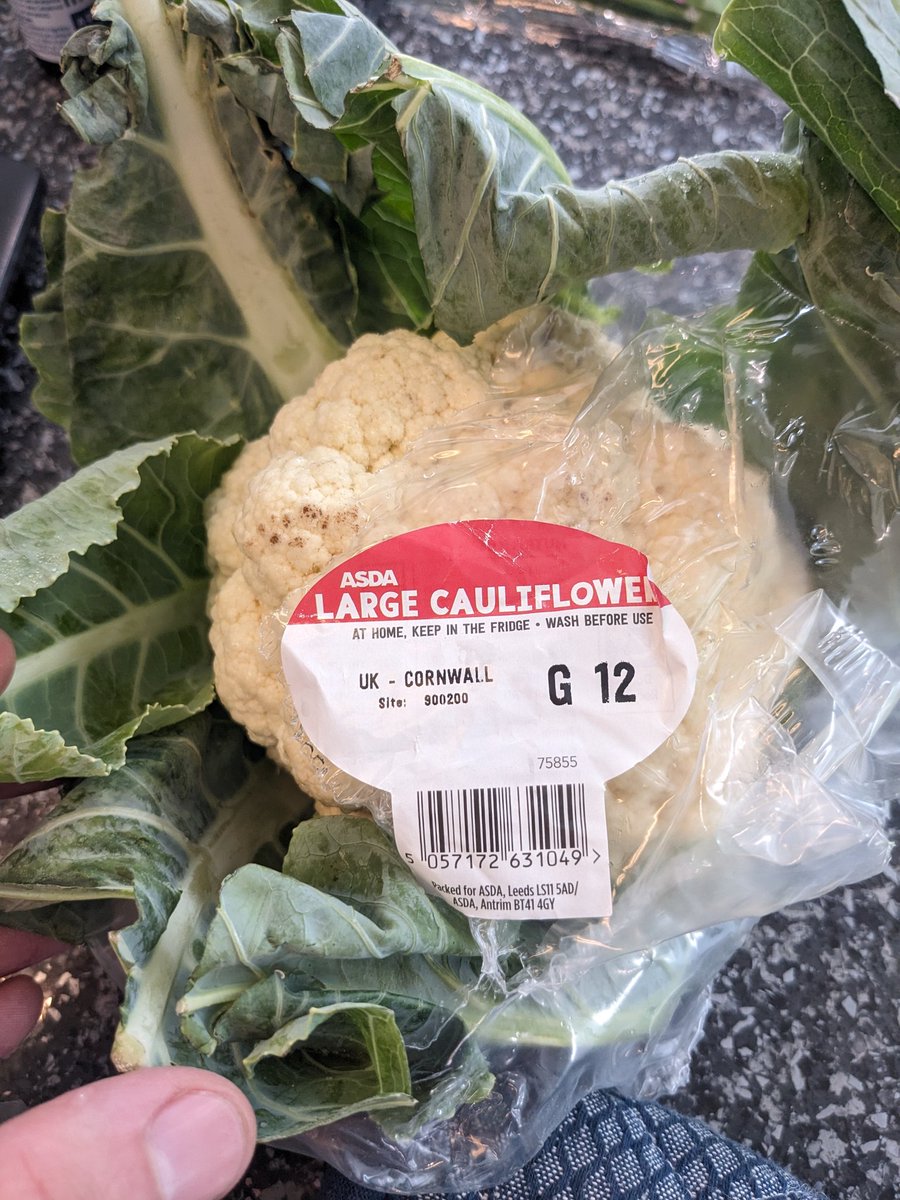 ASDA
LARGE CAULIFLOWER
AT HOME, KEEP IN THE FRIDGE • WASH BEFORE USE
UK - CORNWALL
G 12
Site: 900200
75855
5 057172 631049 >
Packed for ASDA, Leeds LS11 5AD/
ASDA, Antrim BT41 4GY